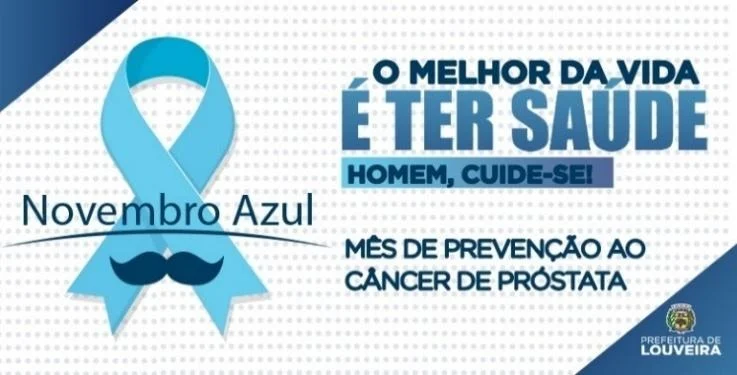 Novembro Azul
O MELHOR DA VIDA
É TER SAÚDE
HOMEM, CUIDE-SE!
MÊS DE PREVENÇÃO AO
CÂNCER DE PRÓSTATA
PREFEITURA DE
LOUVEIRA